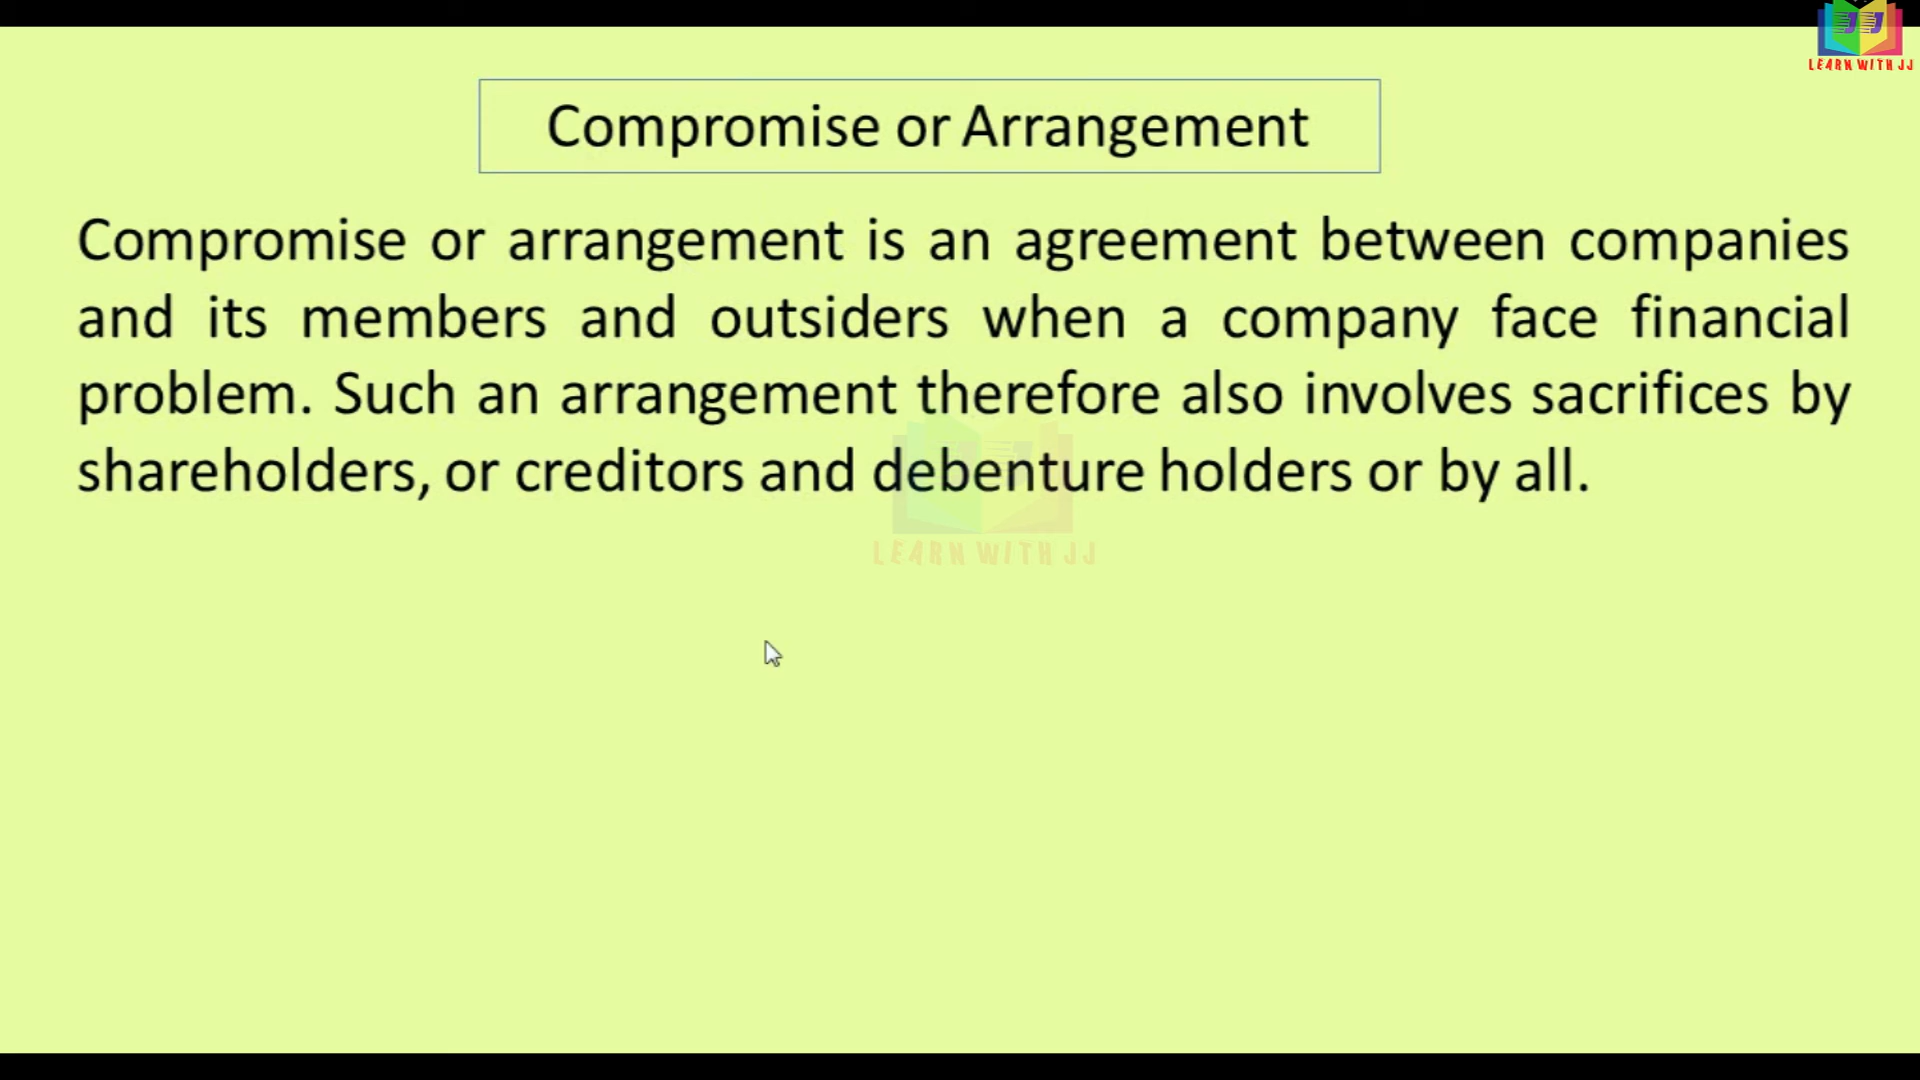 LEARN WITH JJ
Compromise or Arrangement
Compromise or arrangement is an agreement between companies
and its members and outsiders when a company face financial
problem. Such an arrangement therefore also involves sacrifices by
shareholders, or creditors and debenture holders or by all.
LEARN WITH JJ